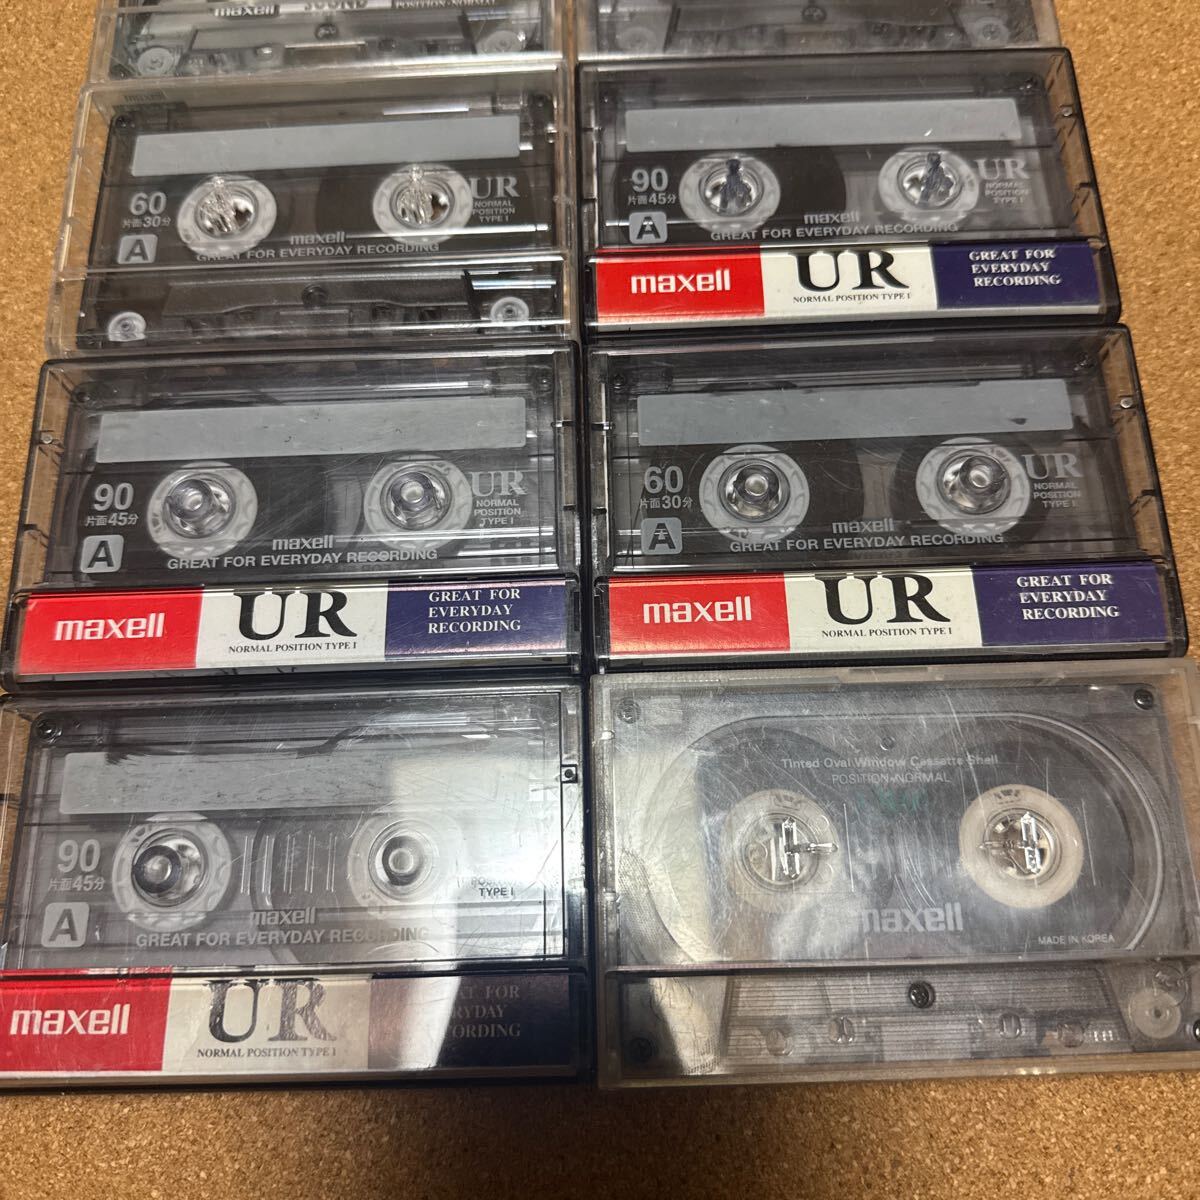 maxell
POSITION·NORMAL
maxell
60
片面30分
A
UR
NORMAL
POSITION
TYPE I
maxell
GREAT FOR EVERYDAY RECORDING
90
片面45分
A
UR
NORMAL
POSITION
TYPE I
maxell
GREAT FOR EVERYDAY RECORDING
maxell
UR
NORMAL POSITION TYPE I
GREAT FOR
EVERYDAY
RECORDING
90
片面45分
A
UR
NORMAL
POSITION
TYPE I
maxell
GREAT FOR EVERYDAY RECORDING
maxell
UR
NORMAL POSITION TYPE I
GREAT FOR
EVERYDAY
RECORDING
60
片面30分
A
UR
NORMAL
POSITION
TYPE I
maxell
GREAT FOR EVERYDAY RECORDING
maxell
UR
NORMAL POSITION TYPE I
GREAT FOR
EVERYDAY
RECORDING
90
片面45分
A
TYPE I
maxell
GREAT FOR EVERYDAY RECORDING
maxell
UR
NORMAL POSITION TYPE I
GREAT FOR
EVERYDAY
RECORDING
Tinted Oval Window Cassette Shell
POSITION·NORMAL
maxell
MADE IN KOREA